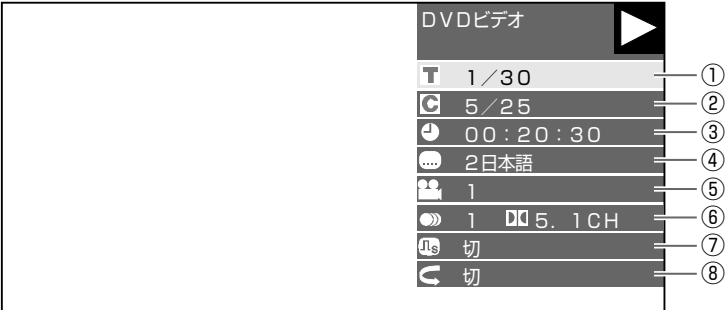 DVDビデオ
T 1/30 ①
C 5/25 ②
00:20:30 ③
2日本語 ④
1 ⑤
1 5.1CH ⑥
切 ⑦
切 ⑧